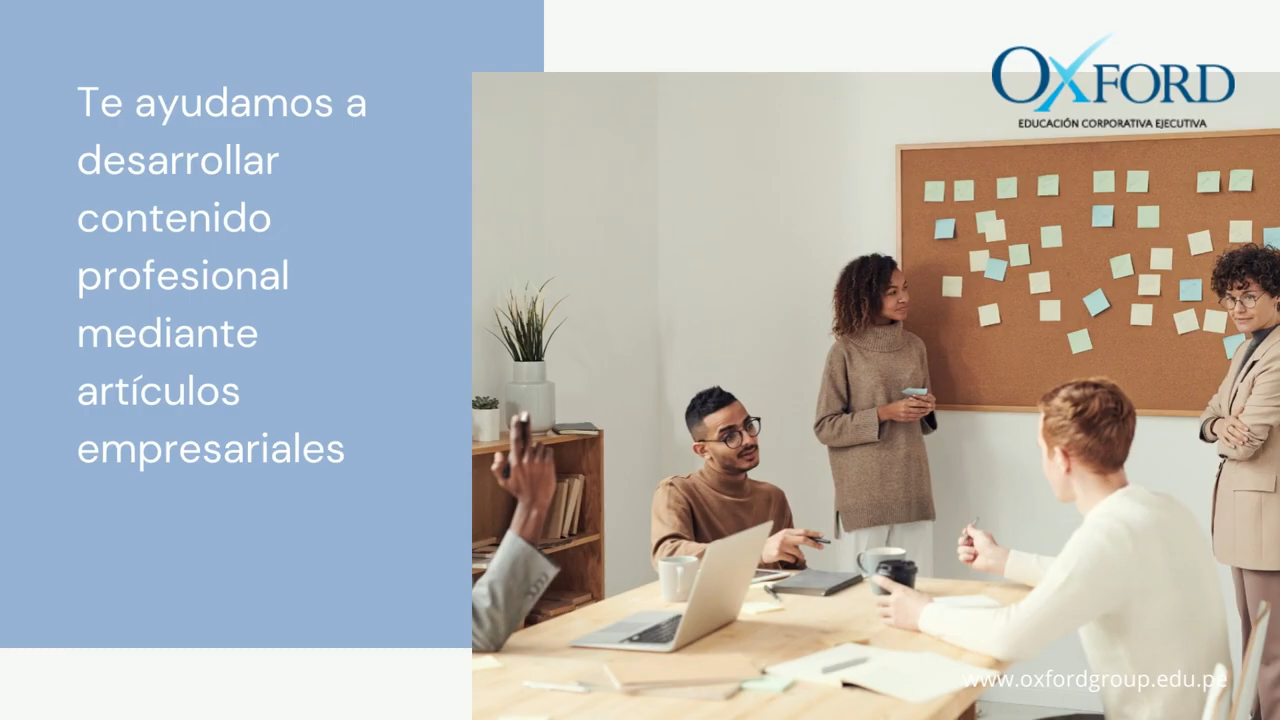 Te ayudamos a
desarrollar
contenido
profesional
mediante
artículos
empresariales
OXFORD
EDUCACIÓN CORPORATIVA EJECUTIVA
www.oxfordgroup.edu.pe